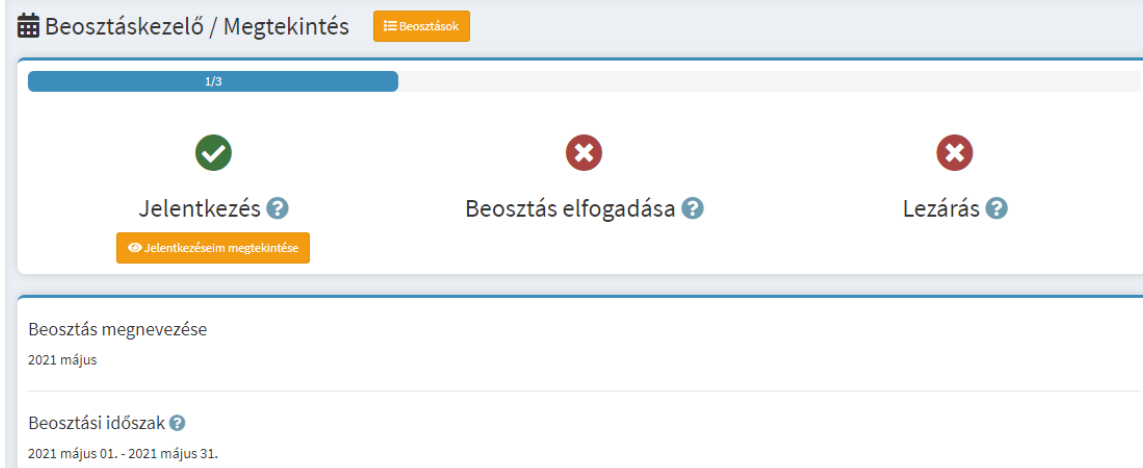 Beosztáskezelő / Megtekintés
Beosztások
1/3
Jelentkezés
Beosztás elfogadása
Lezárás
Jelentkezéseim megtekintése
Beosztás megnevezése
2021 május
Beosztási időszak
2021 május 01. - 2021 május 31.